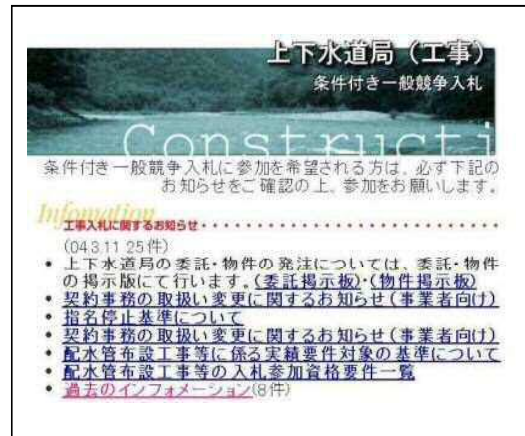 上下水道局（工事）
条件付き一般競争入札
Constructi
条件付き一般競争入札に参加を希望される方は、必ず下記の
お知らせをご確認の上、参加をお願いします。
Infomation
工事入札に関するお知らせ
(04.3.11 25件)
• 上下水道局の委託・物件の発注については、委託・物件
の掲示版にて行います。(委託掲示板)・(物件掲示板)
• 契約事務の取扱い変更に関するお知らせ(事業者向け)
• 指名停止基準について
• 契約事務の取扱い変更に関するお知らせ(事業者向け)
• 配水管布設工事等に係る実績要件対象の基準について
• 配水管布設工事等の入札参加資格要件一覧
• 過去のインフォメーション(8件)